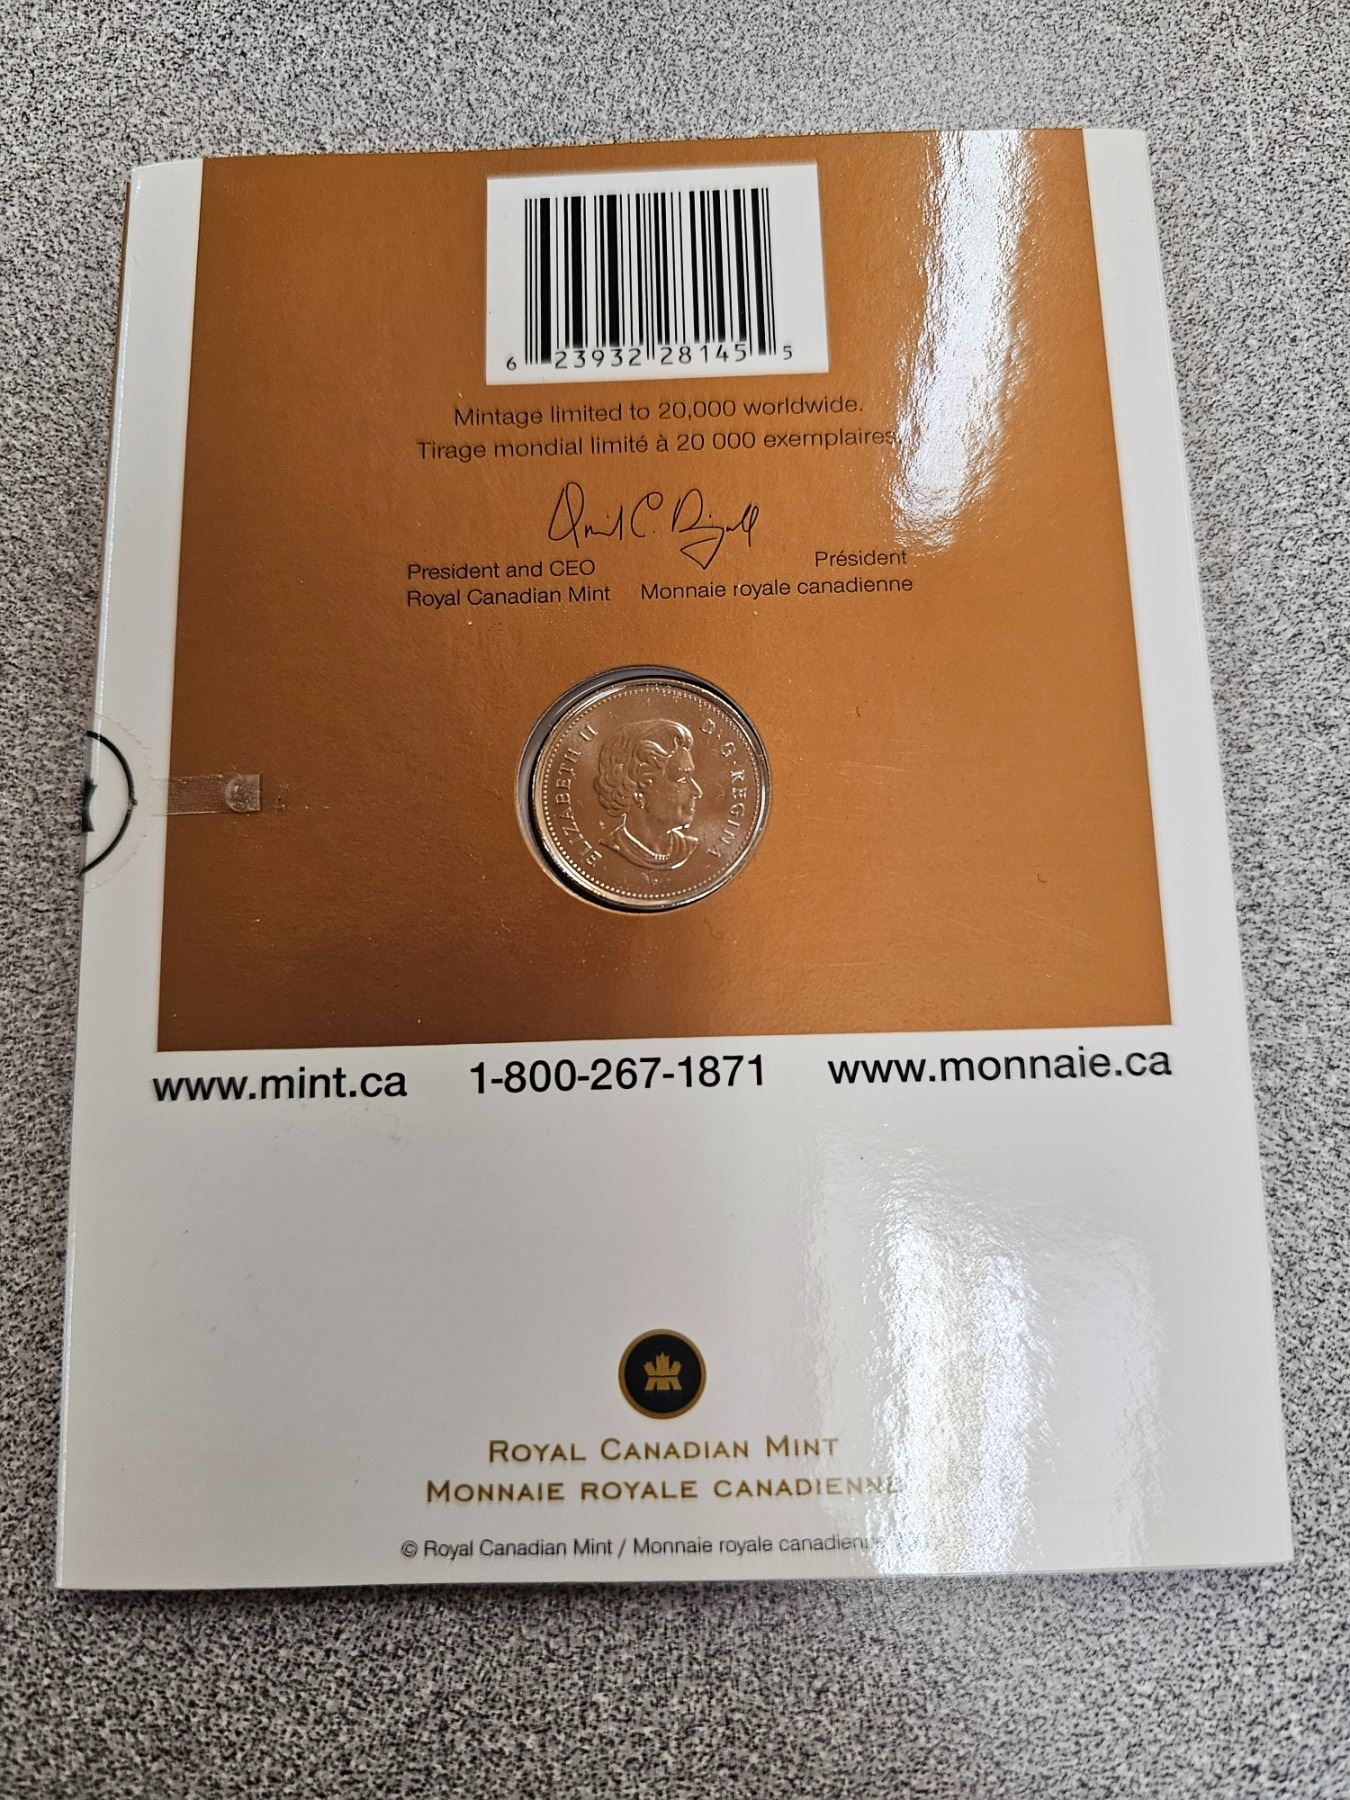 6 23932 28145 5
Mintage limited to 20,000 worldwide.
Tirage mondial limité à 20 000 exemplaires
President and CEO
Royal Canadian Mint
Président
Monnaie royale canadienne
ELIZABETH II D·G·REGINA
www.mint.ca 1-800-267-1871 www.monnaie.ca
ROYAL CANADIAN MINT
MONNAIE ROYALE CANADIENNE
© Royal Canadian Mint / Monnaie royale canadienne